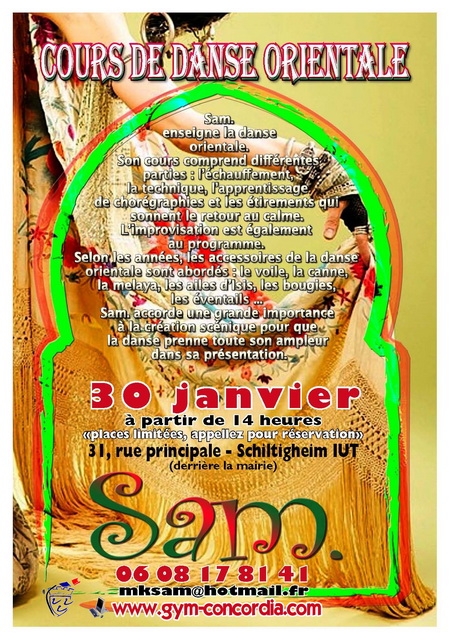 COURS DE DANSE ORIENTALE
Sam.
enseigne la danse
orientale.
Son cours comprend différentes
parties : l'échauffement,
la technique, l'apprentissage
de chorégraphies et les étirements qui
sonnent le retour au calme.
L'improvisation est également
au programme.
Selon les années, les accessoires de la danse
orientale sont abordés : le voile, la canne,
la melaya, les ailes d'Isis, les bougies,
les éventails ...
Sam, accorde une grande importance
à la création scénique pour que
la danse prenne toute son ampleur
dans sa présentation.
30 janvier
à partir de 14 heures
«places limitées, appelez pour réservation»
31, rue principale - Schiltigheim IUT
(derrière la mairie)
Sam.
06 08 17 81 41
mksam@hotmail.fr
www.gym-concordia.com